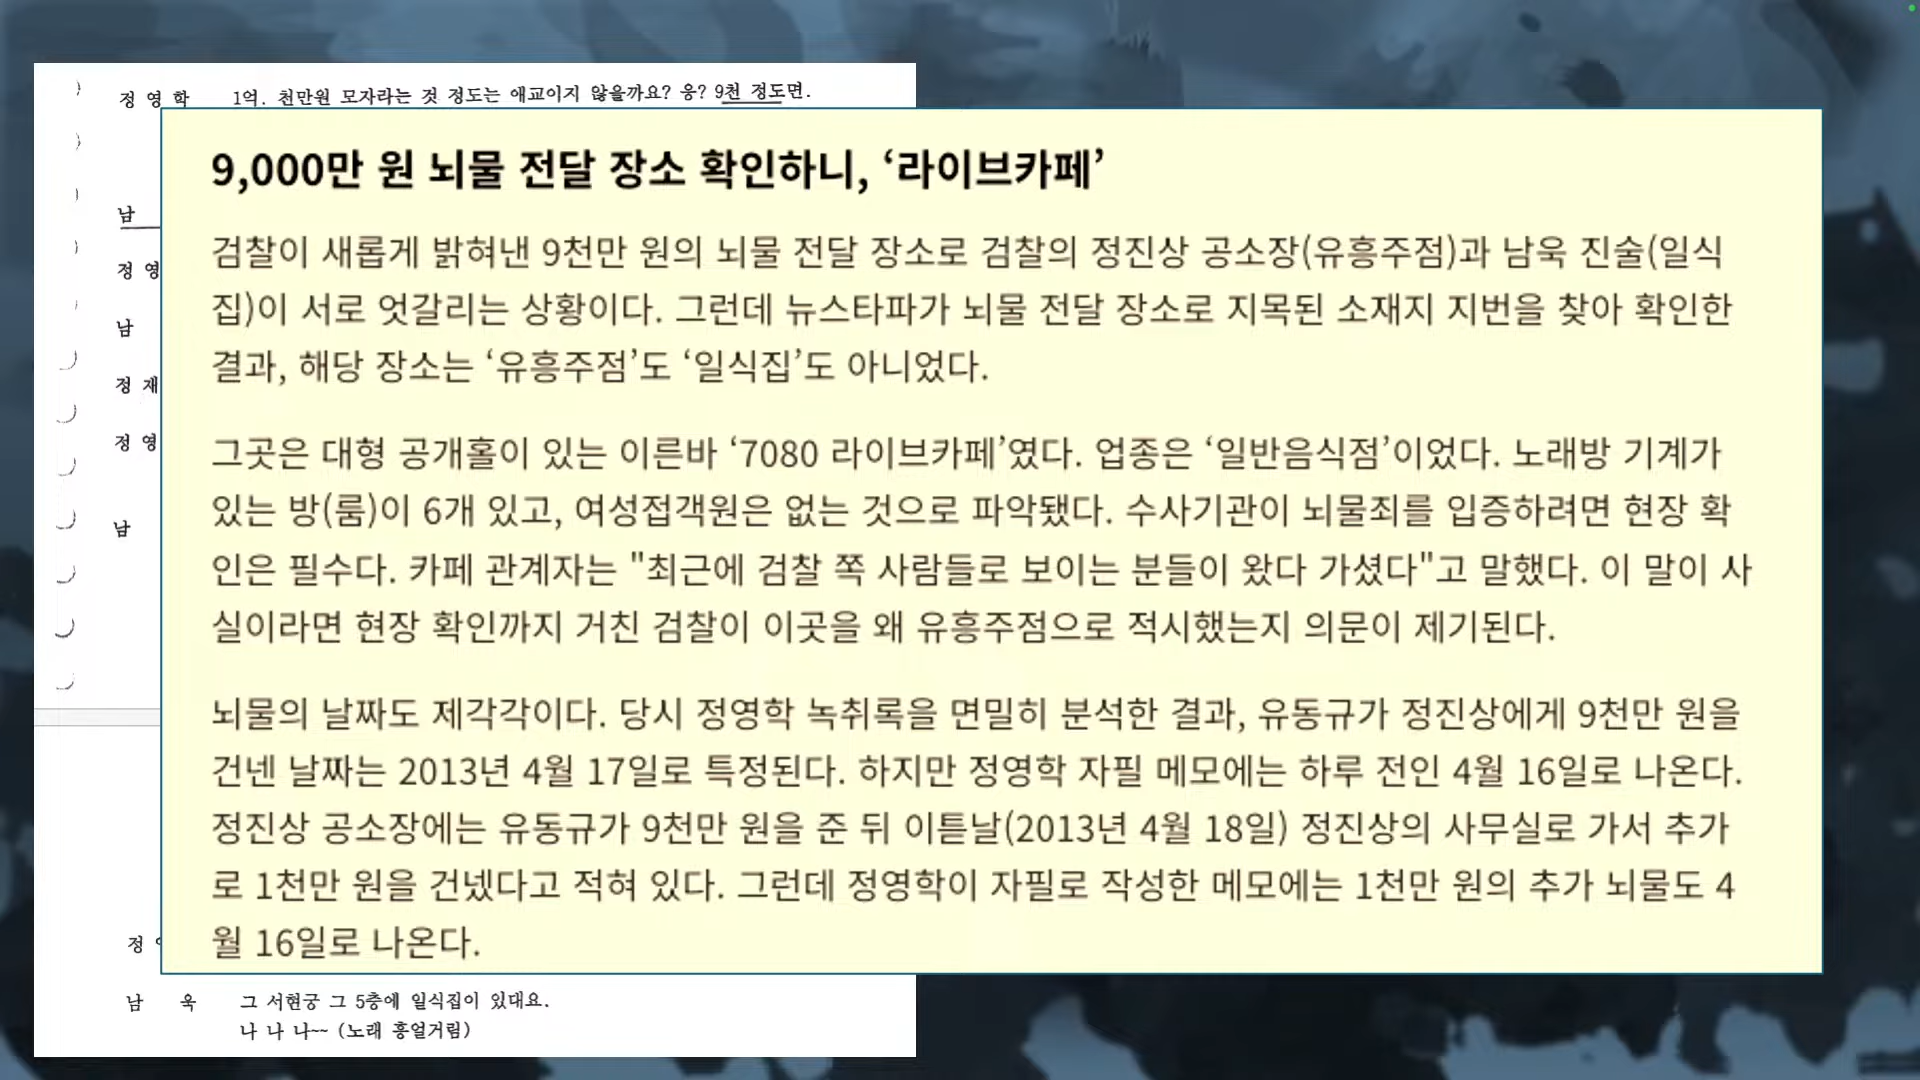 정 영 학 1억. 천만원 모자라는 것 정도는 애교이지 않을까요? 응? 9천 정도면.
남
정 영
남
정 재
정 영
남
9,000만 원 뇌물 전달 장소 확인하니, ‘라이브카페’
검찰이 새롭게 밝혀낸 9천만 원의 뇌물 전달 장소로 검찰의 정진상 공소장(유흥주점)과 남욱 진술(일식
집)이 서로 엇갈리는 상황이다. 그런데 뉴스타파가 뇌물 전달 장소로 지목된 소재지 지번을 찾아 확인한
결과, 해당 장소는 ‘유흥주점’도 ‘일식집’도 아니었다.
그곳은 대형 공개홀이 있는 이른바 ‘7080 라이브카페’였다. 업종은 ‘일반음식점’이었다. 노래방 기계가
있는 방(룸)이 6개 있고, 여성접객원은 없는 것으로 파악됐다. 수사기관이 뇌물죄를 입증하려면 현장 확
인은 필수다. 카페 관계자는 "최근에 검찰 쪽 사람들로 보이는 분들이 왔다 가셨다"고 말했다. 이 말이 사
실이라면 현장 확인까지 거친 검찰이 이곳을 왜 유흥주점으로 적시했는지 의문이 제기된다.
뇌물의 날짜도 제각각이다. 당시 정영학 녹취록을 면밀히 분석한 결과, 유동규가 정진상에게 9천만 원을
건넨 날짜는 2013년 4월 17일로 특정된다. 하지만 정영학 자필 메모에는 하루 전인 4월 16일로 나온다.
정진상 공소장에는 유동규가 9천만 원을 준 뒤 이튿날(2013년 4월 18일) 정진상의 사무실로 가서 추가
로 1천만 원을 건넸다고 적혀 있다. 그런데 정영학이 자필로 작성한 메모에는 1천만 원의 추가 뇌물도 4
월 16일로 나온다.
정
남 욱 그 서현궁 그 5층에 일식집이 있대요.
나 나 나~~ (노래 흥얼거림)